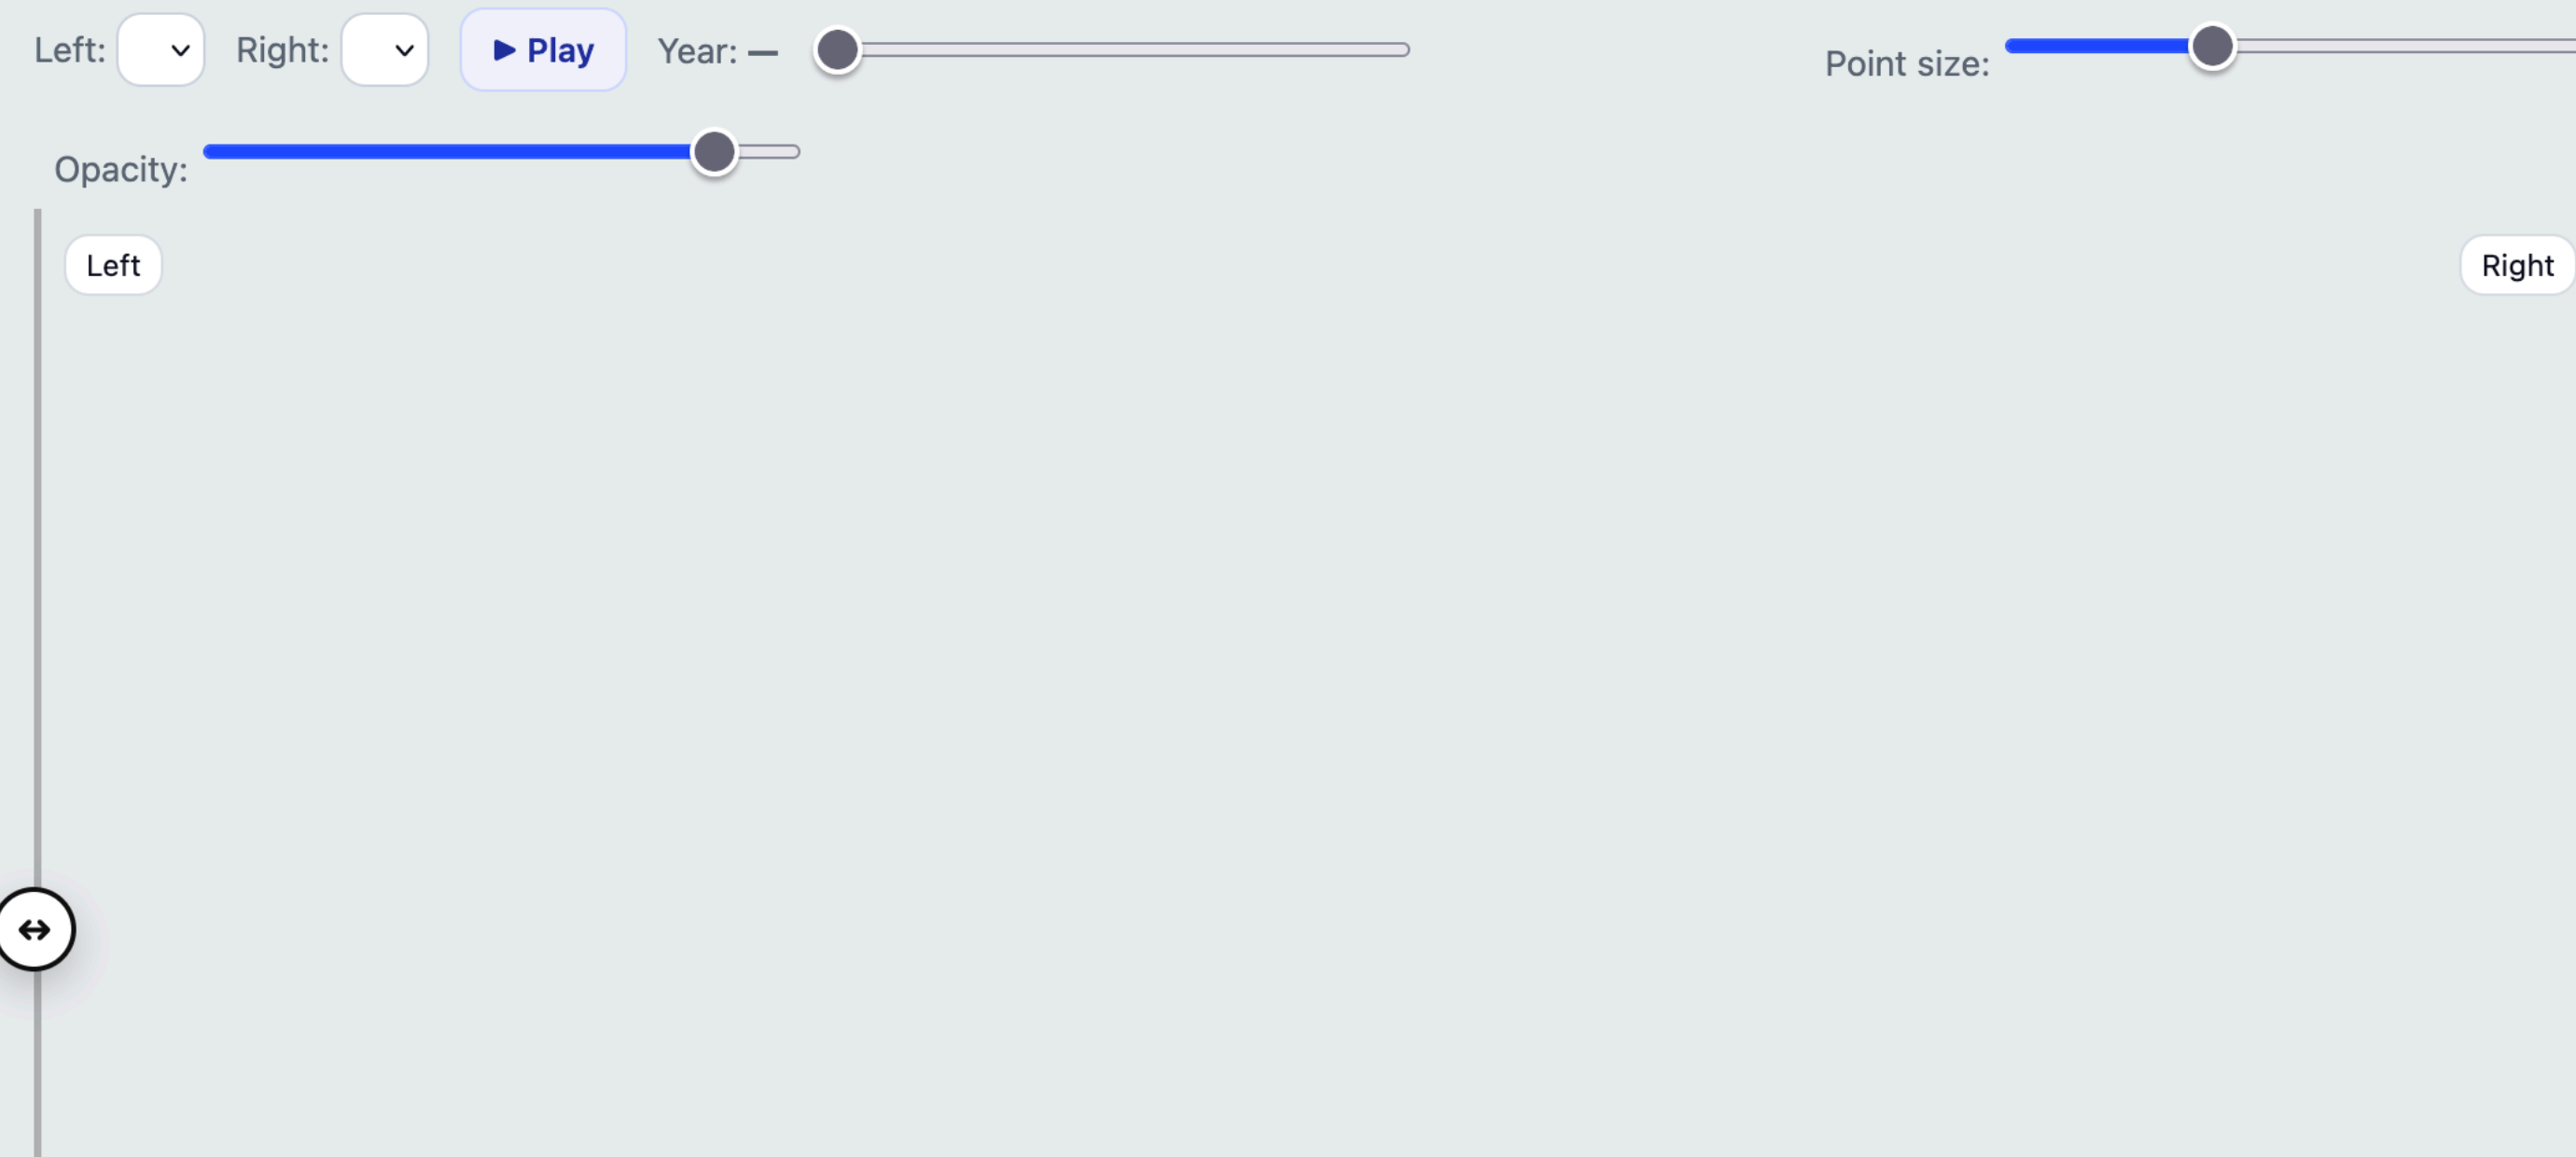 Left: Right: ▶ Play Year: — Point size:
Opacity:
Left Right